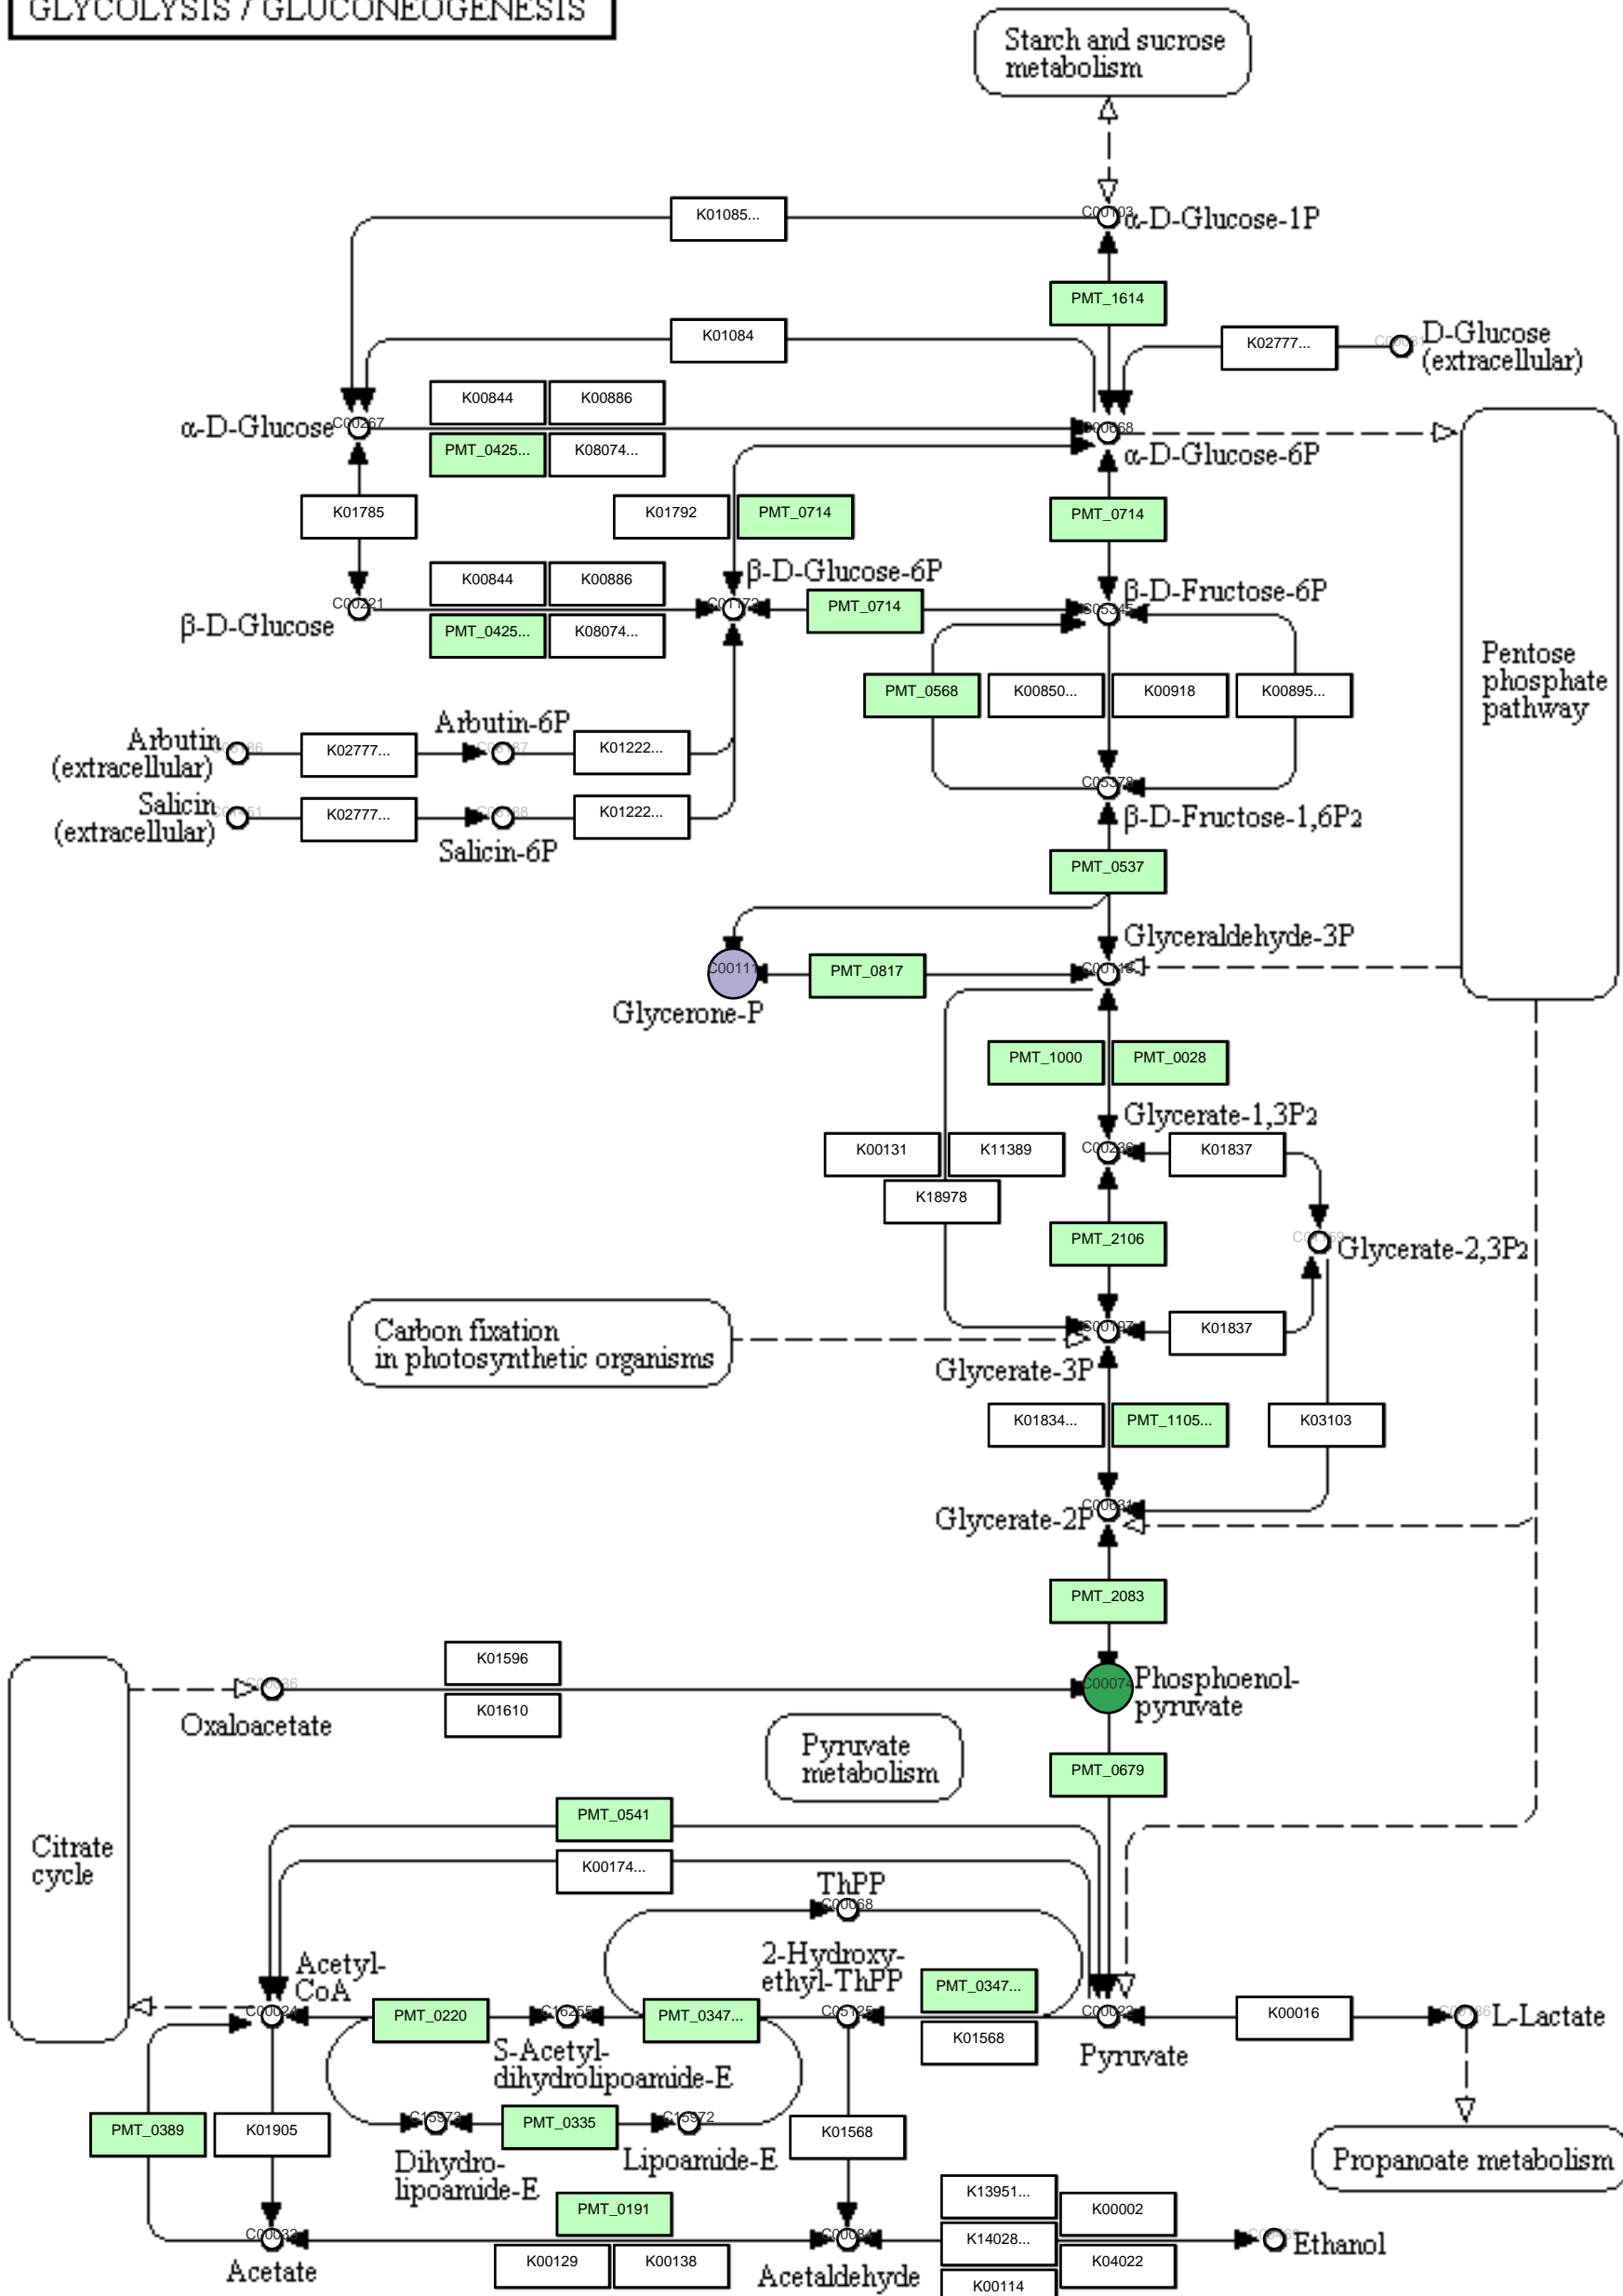 GLYCOLYSIS / GLUCONEOGENESIS
Starch and sucrose
metabolism
K01085...
C00103
α-D-Glucose-1P
PMT_1614
K01084
K02777...
D-Glucose
(extracellular)
K00844
K00886
α-D-Glucose
C00267
C00668
PMT_0425...
K08074...
α-D-Glucose-6P
K01785
K01792
PMT_0714
PMT_0714
K00844
K00886
β-D-Glucose-6P
β-D-Fructose-6P
C00221
C01172
PMT_0714
C05345
β-D-Glucose
PMT_0425...
K08074...
Pentose
phosphate
pathway
PMT_0568
K00850...
K00918
K00895...
Arbutin-6P
Arbutin
(extracellular)
K02777...
K01222...
C05378
Salicin
(extracellular)
K02777...
K01222...
β-D-Fructose-1,6P2
Salicin-6P
PMT_0537
Glyceraldehyde-3P
C00111
PMT_0817
C00118
Glycerone-P
PMT_1000
PMT_0028
Glycerate-1,3P2
K00131
K11389
C00236
K01837
K18978
PMT_2106
Glycerate-2,3P2
Carbon fixation
in photosynthetic organisms
C00197
K01837
Glycerate-3P
K01834...
PMT_1105...
K03103
Glycerate-2P
C00631
PMT_2083
K01596
C00074
Phosphoenol-
pyruvate
Oxaloacetate
K01610
Pyruvate
metabolism
PMT_0679
PMT_0541
Citrate
cycle
K00174...
ThPP
C00068
Acetyl-
CoA
2-Hydroxy-
ethyl-ThPP
PMT_0347...
C00024
PMT_0220
C16255
PMT_0347...
C05125
C00022
K00016
L-Lactate
K01568
S-Acetyl-
dihydrolipoamide-E
Pyruvate
PMT_0389
K01905
C15973
PMT_0335
C15972
K01568
Dihydro-
lipoamide-E
Lipoamide-E
Propanoate metabolism
K13951...
K00002
PMT_0191
C00033
C00084
K14028...
Ethanol
Acetate
K00129
K00138
Acetaldehyde
K04022
K00114